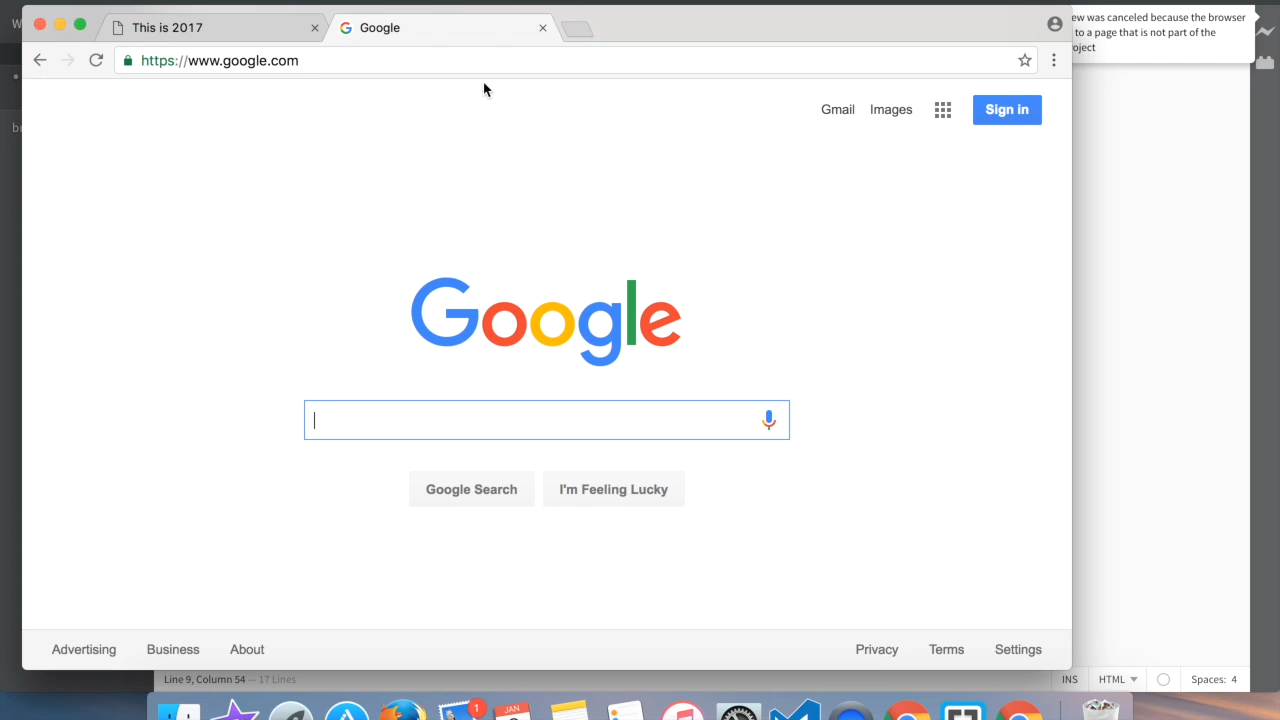 This is 2017
Google
https://www.google.com
ew was canceled because the browser
to a page that is not part of the
oject
Gmail
Images
Sign in
Google
Google Search
I'm Feeling Lucky
Advertising
Business
About
Privacy
Terms
Settings
Line 9, Column 54 — 17 Lines
INS
HTML
Spaces: 4
1
JAN